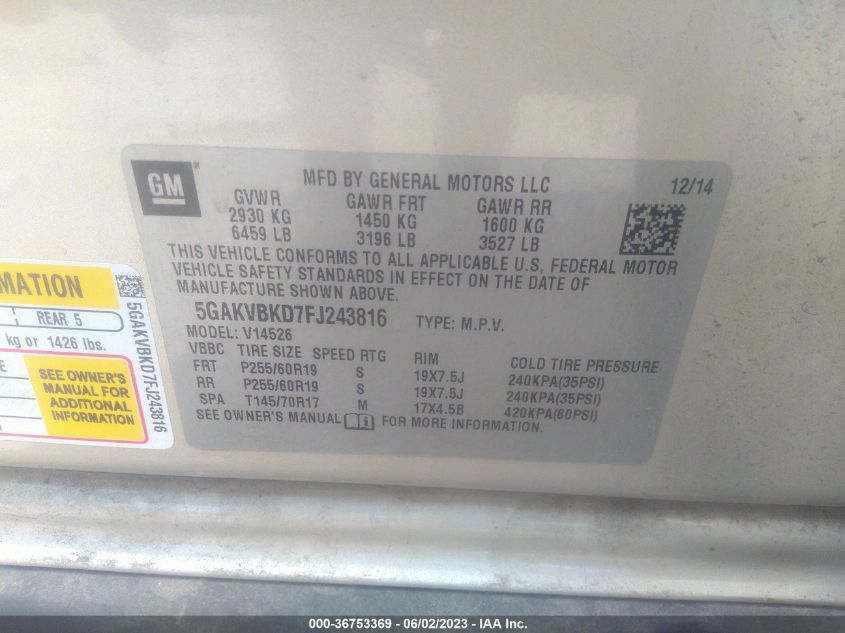 GM
MFD BY GENERAL MOTORS LLC 12/14
GVWR GAWR FRT GAWR RR
2930 KG 1450 KG 1600 KG
6459 LB 3196 LB 3527 LB
THIS VEHICLE CONFORMS TO ALL APPLICABLE U.S. FEDERAL MOTOR
VEHICLE SAFETY STANDARDS IN EFFECT ON THE DATE OF
MANUFACTURE SHOWN ABOVE.
5GAKVBKD7FJ243816 TYPE: M.P.V.
MODEL: V14526
VBBC TIRE SIZE SPEED RTG RIM COLD TIRE PRESSURE
FRT P255/60R19 S 19X7.5J 240KPA(35PSI)
RR P255/60R19 S 19X7.5J 240KPA(35PSI)
SPA T145/70R17 M 17X4.5B 420KPA(60PSI)
SEE OWNER'S MANUAL FOR MORE INFORMATION.
MATION
REAR 5
kg or 1426 lbs.
SEE OWNER'S
MANUAL FOR
ADDITIONAL
INFORMATION
5GAKVBKD7FJ243816
000-36753369 - 06/02/2023 - IAA Inc.